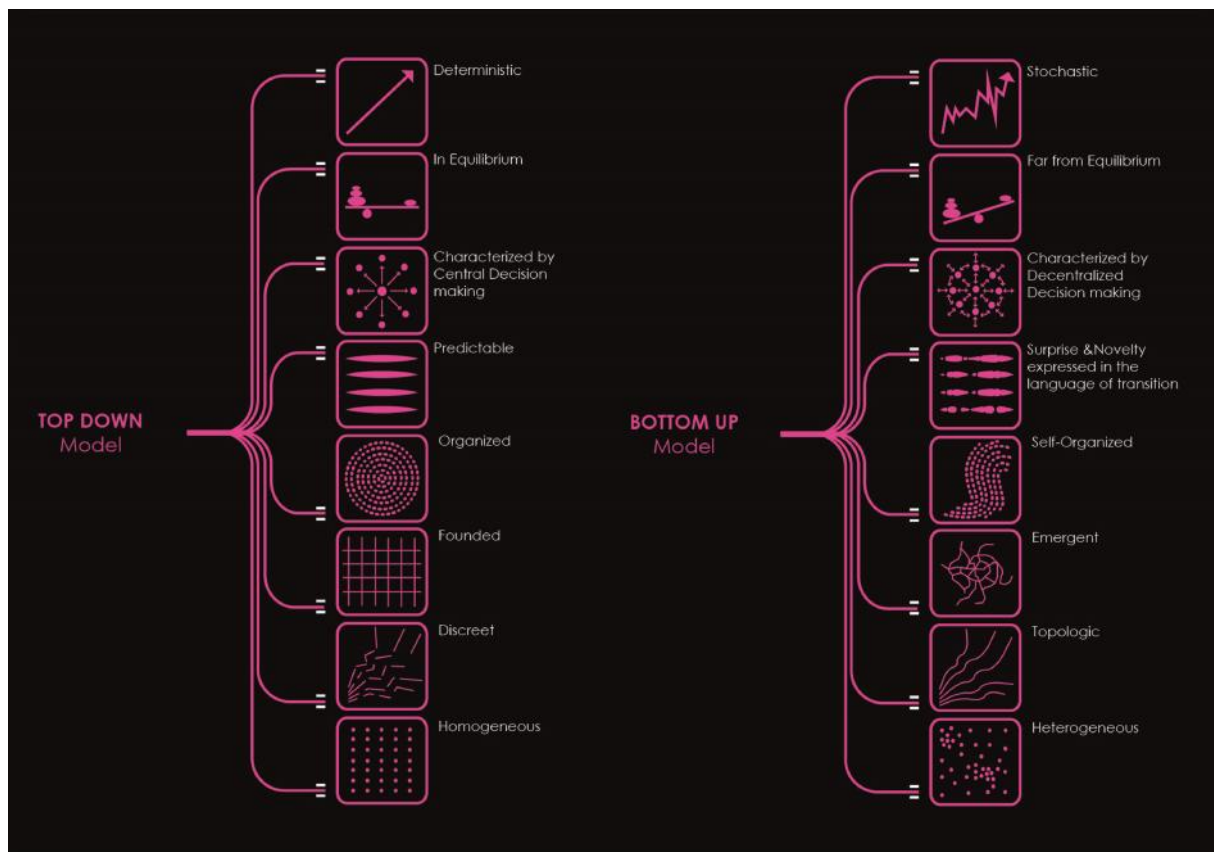 TOP DOWN
Model
Deterministic
In Equilibrium
Characterized by
Central Decision
making
Predictable
Organized
Founded
Discreet
Homogeneous
BOTTOM UP
Model
Stochastic
Far from Equilibrium
Characterized by
Decentralized
Decision making
Surprise &Novelty
expressed in the
language of transition
Self-Organized
Emergent
Topologic
Heterogeneous